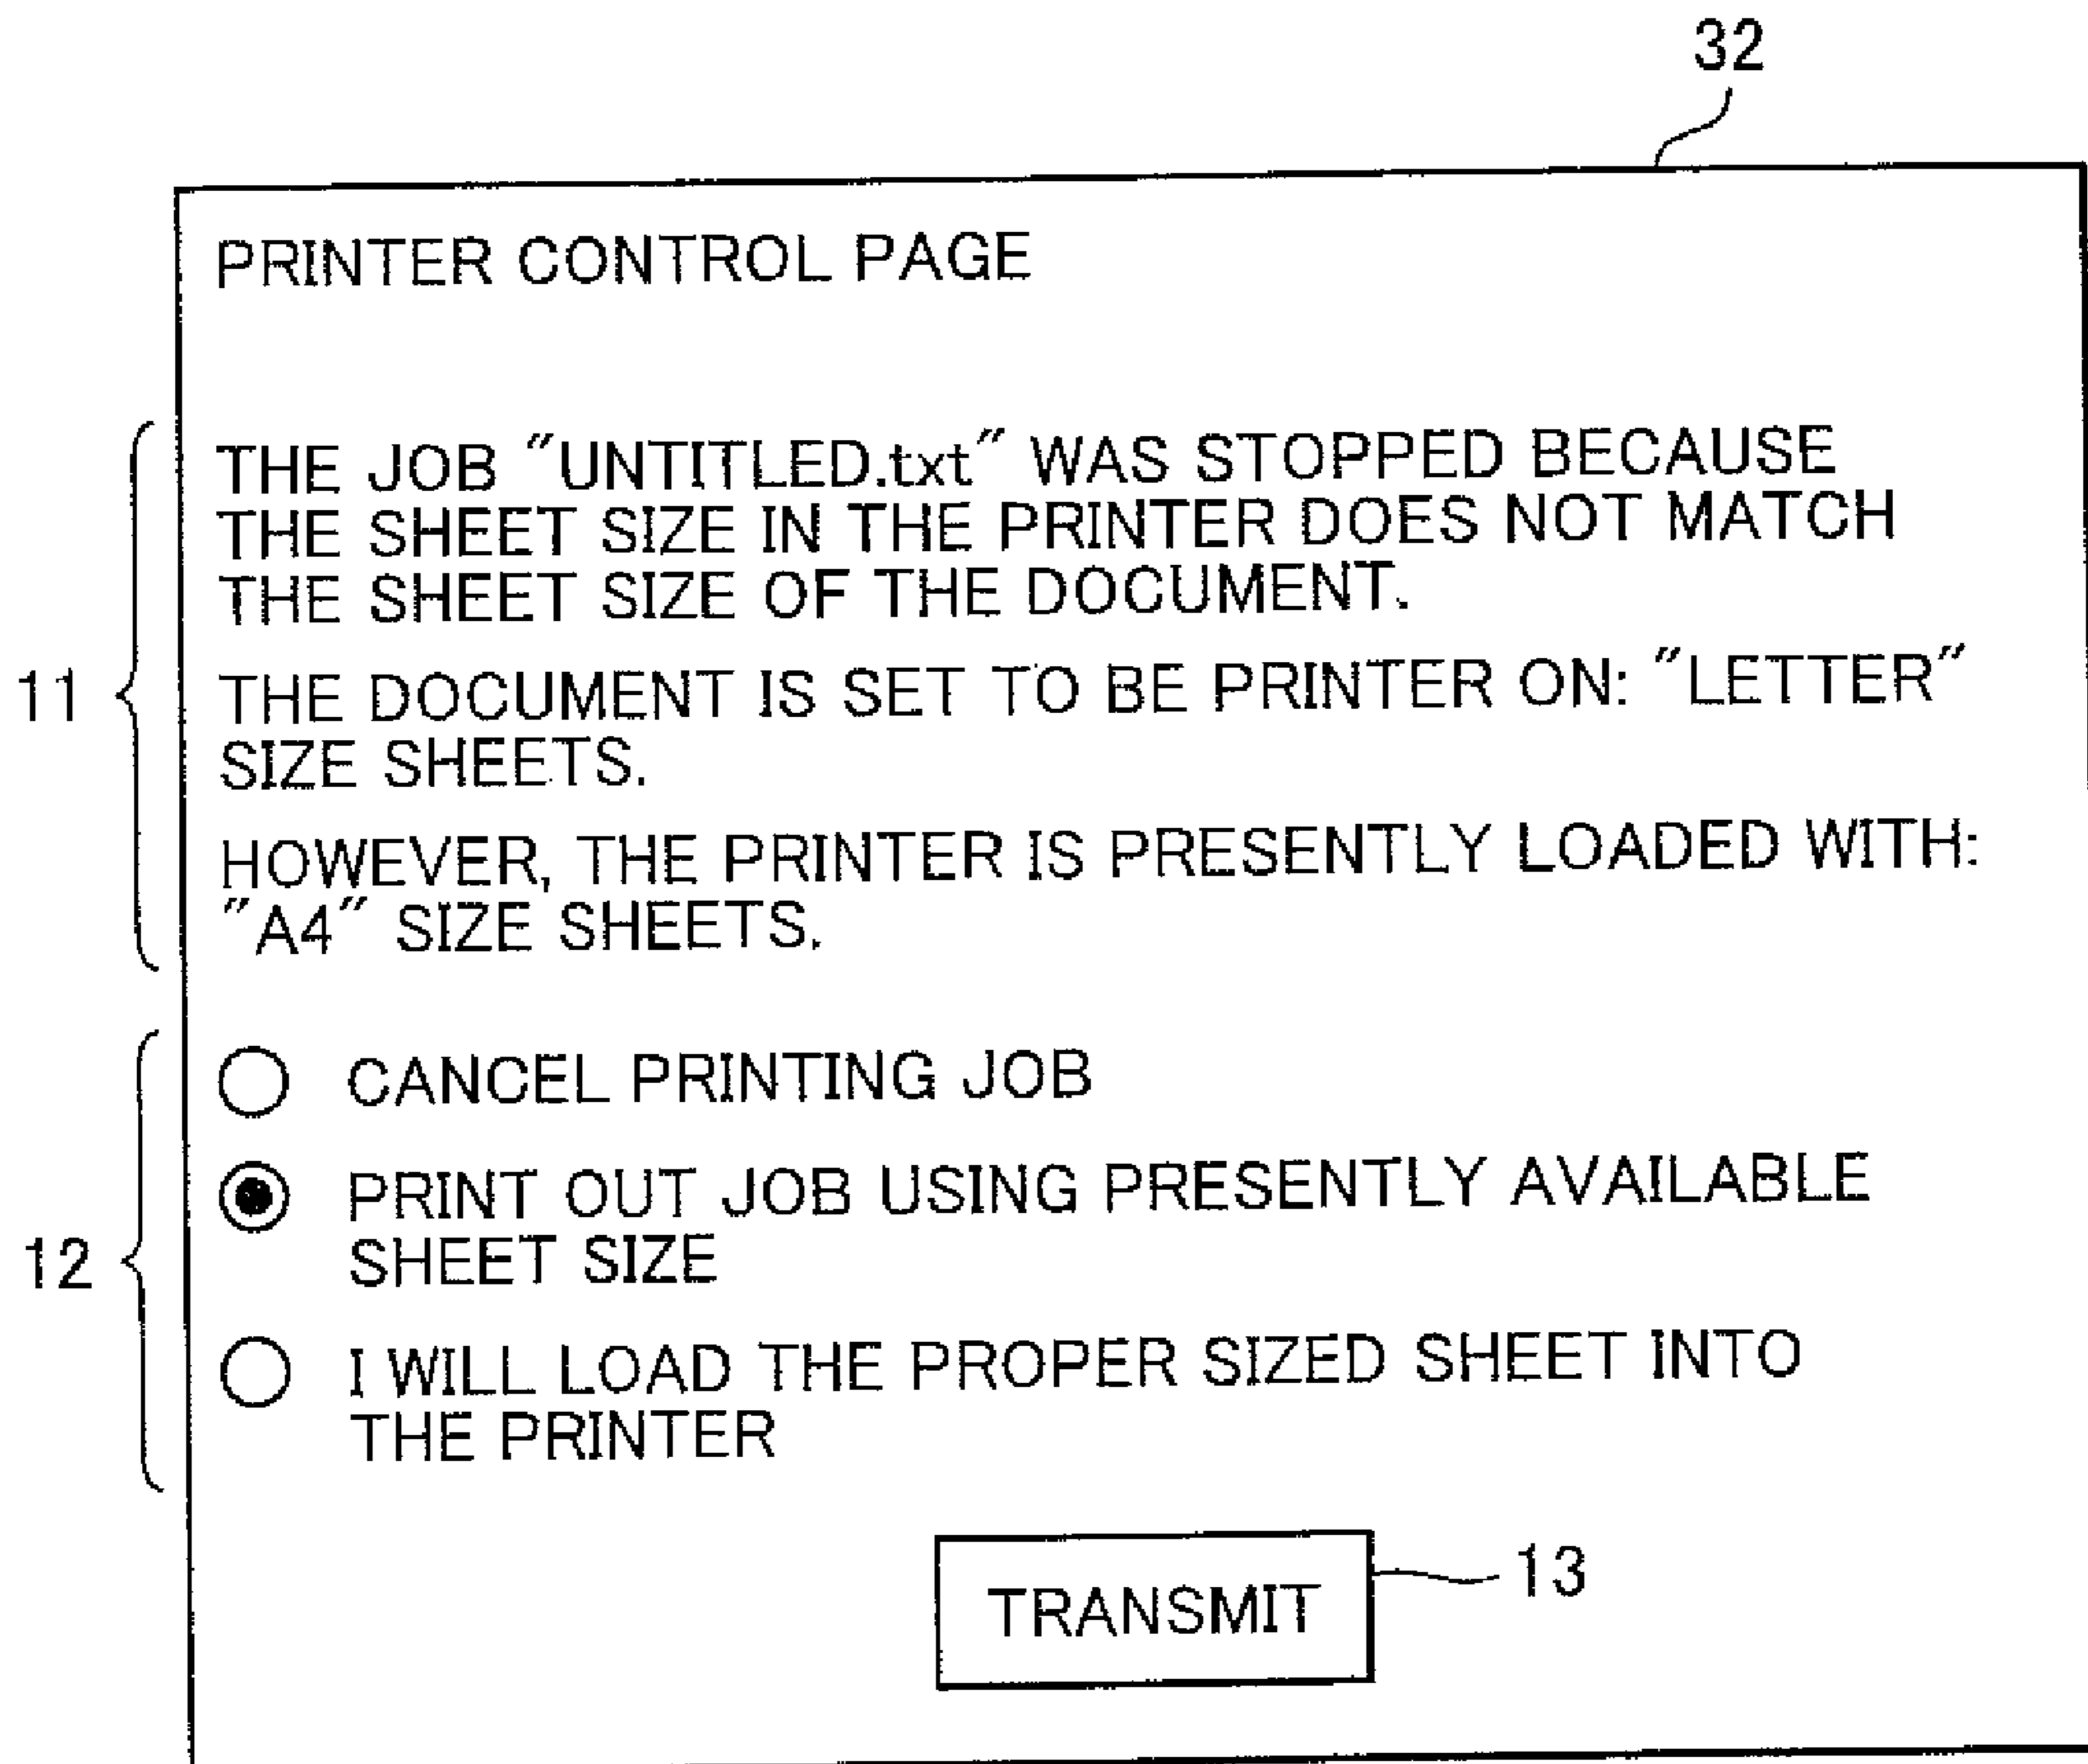 32
PRINTER CONTROL PAGE
THE JOB "UNTITLED.txt" WAS STOPPED BECAUSE
THE SHEET SIZE IN THE PRINTER DOES NOT MATCH
THE SHEET SIZE OF THE DOCUMENT.
11
THE DOCUMENT IS SET TO BE PRINTER ON: "LETTER"
SIZE SHEETS.
HOWEVER, THE PRINTER IS PRESENTLY LOADED WITH:
"A4" SIZE SHEETS.
CANCEL PRINTING JOB
PRINT OUT JOB USING PRESENTLY AVAILABLE
SHEET SIZE
12
I WILL LOAD THE PROPER SIZED SHEET INTO
THE PRINTER
TRANSMIT
13